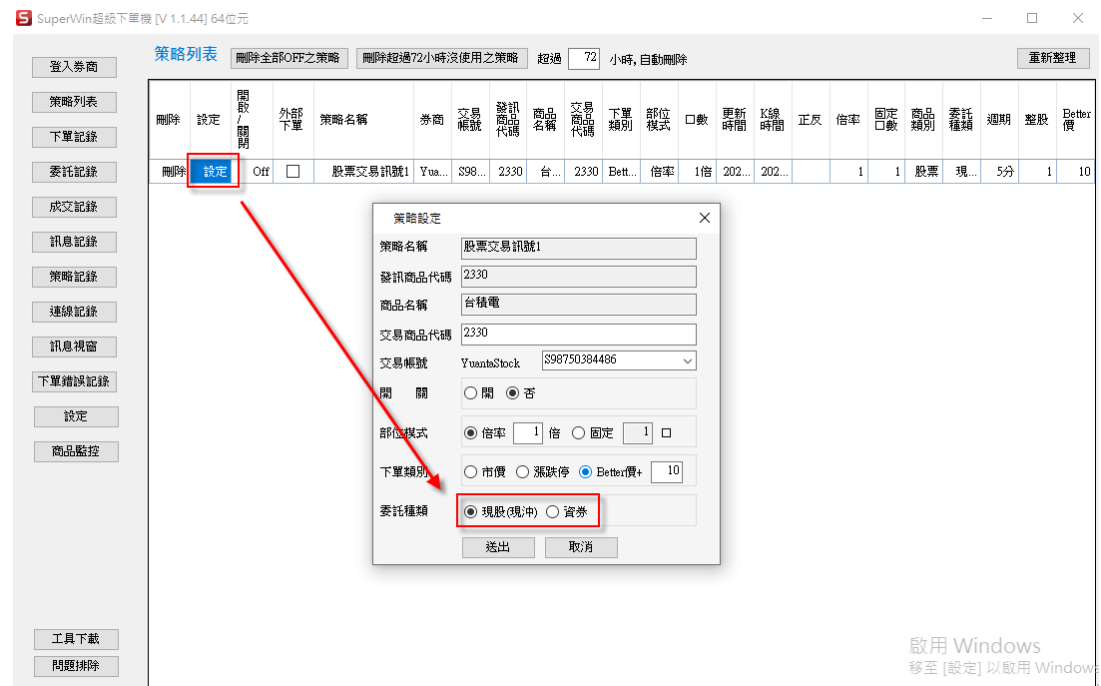 SuperWin超級下單機 [V 1.1.44] 64位元
策略列表 刪除全部OFF之策略 刪除超過72小時沒使用之策略 超過 72 小時, 自動刪除 重新整理
登入券商
策略列表
下單記錄
委託記錄
成交記錄
訊息記錄
策略記錄
連線記錄
訊息視窗
下單錯誤記錄
設定
商品監控
工具下載
問題排除
刪除 設定 開啟/關閉 外部下單 策略名稱 券商 交易帳號 發訊商品代碼 商品名稱 交易商品代碼 下單類別 部位模式 口數 更新時間 K線時間 正反 倍率 固定口數 商品類別 委託種類 週期 整股 Better價
刪除 設定 Off 股票交易訊號1 Yua... S98... 2330 台... 2330 Bett... 倍率 1倍 202... 202... 1 1 股票 現... 5分 1 10
策略設定
策略名稱 股票交易訊號1
發訊商品代碼 2330
商品名稱 台積電
交易商品代碼 2330
交易帳號 YuantaStock S98750384486
開 關 開 否
部位模式 倍率 1 倍 固定 1 口
下單類別 市價 漲跌停 Better價+ 10
委託種類 現股(現沖) 資券
送出 取消
啟用 Windows
移至 [設定] 以啟用 Windows